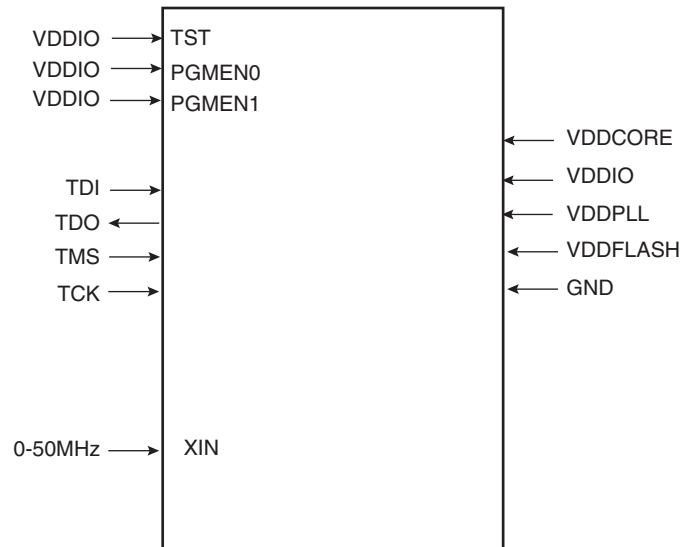 VDDIO TST
VDDIO PGMEN0
VDDIO PGMEN1
VDDCORE
VDDIO
TDI
VDDPLL
TDO
VDDFLASH
TMS
GND
TCK
0-50MHz XIN